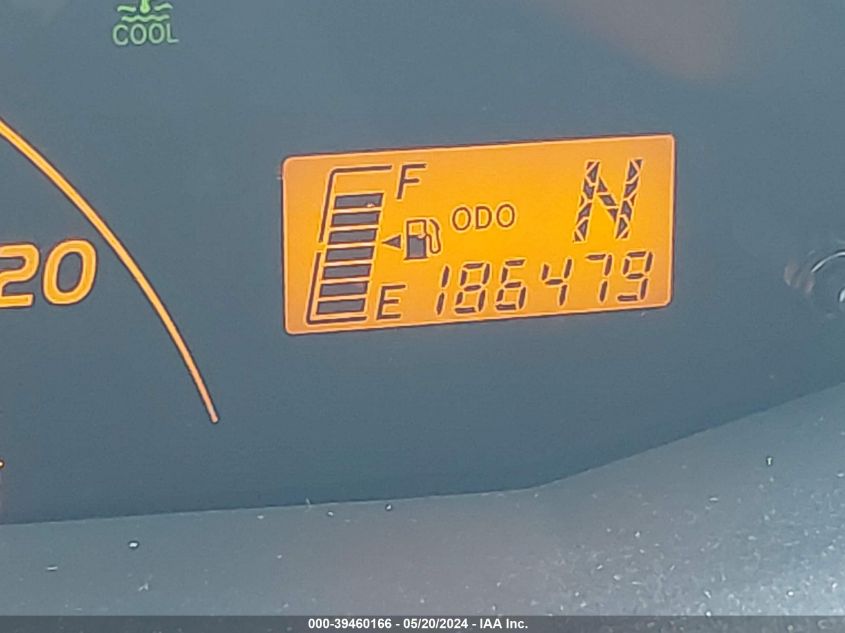 COOL
F
N
ODO
20
E
186479
000-39460166 - 05/20/2024 - IAA Inc.